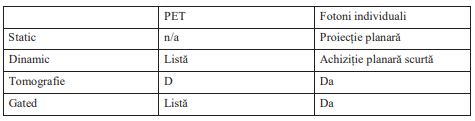 PET Fotoni individuali
Static n/a Proiecție planară
Dinamic Listă Achiziție planară scurtă
Tomografie D Da
Gated Listă Da